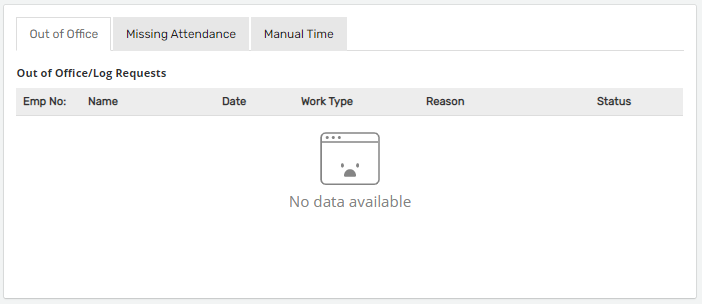 Out of Office Missing Attendance Manual Time
Out of Office/Log Requests
Emp No: Name Date Work Type Reason Status
No data available